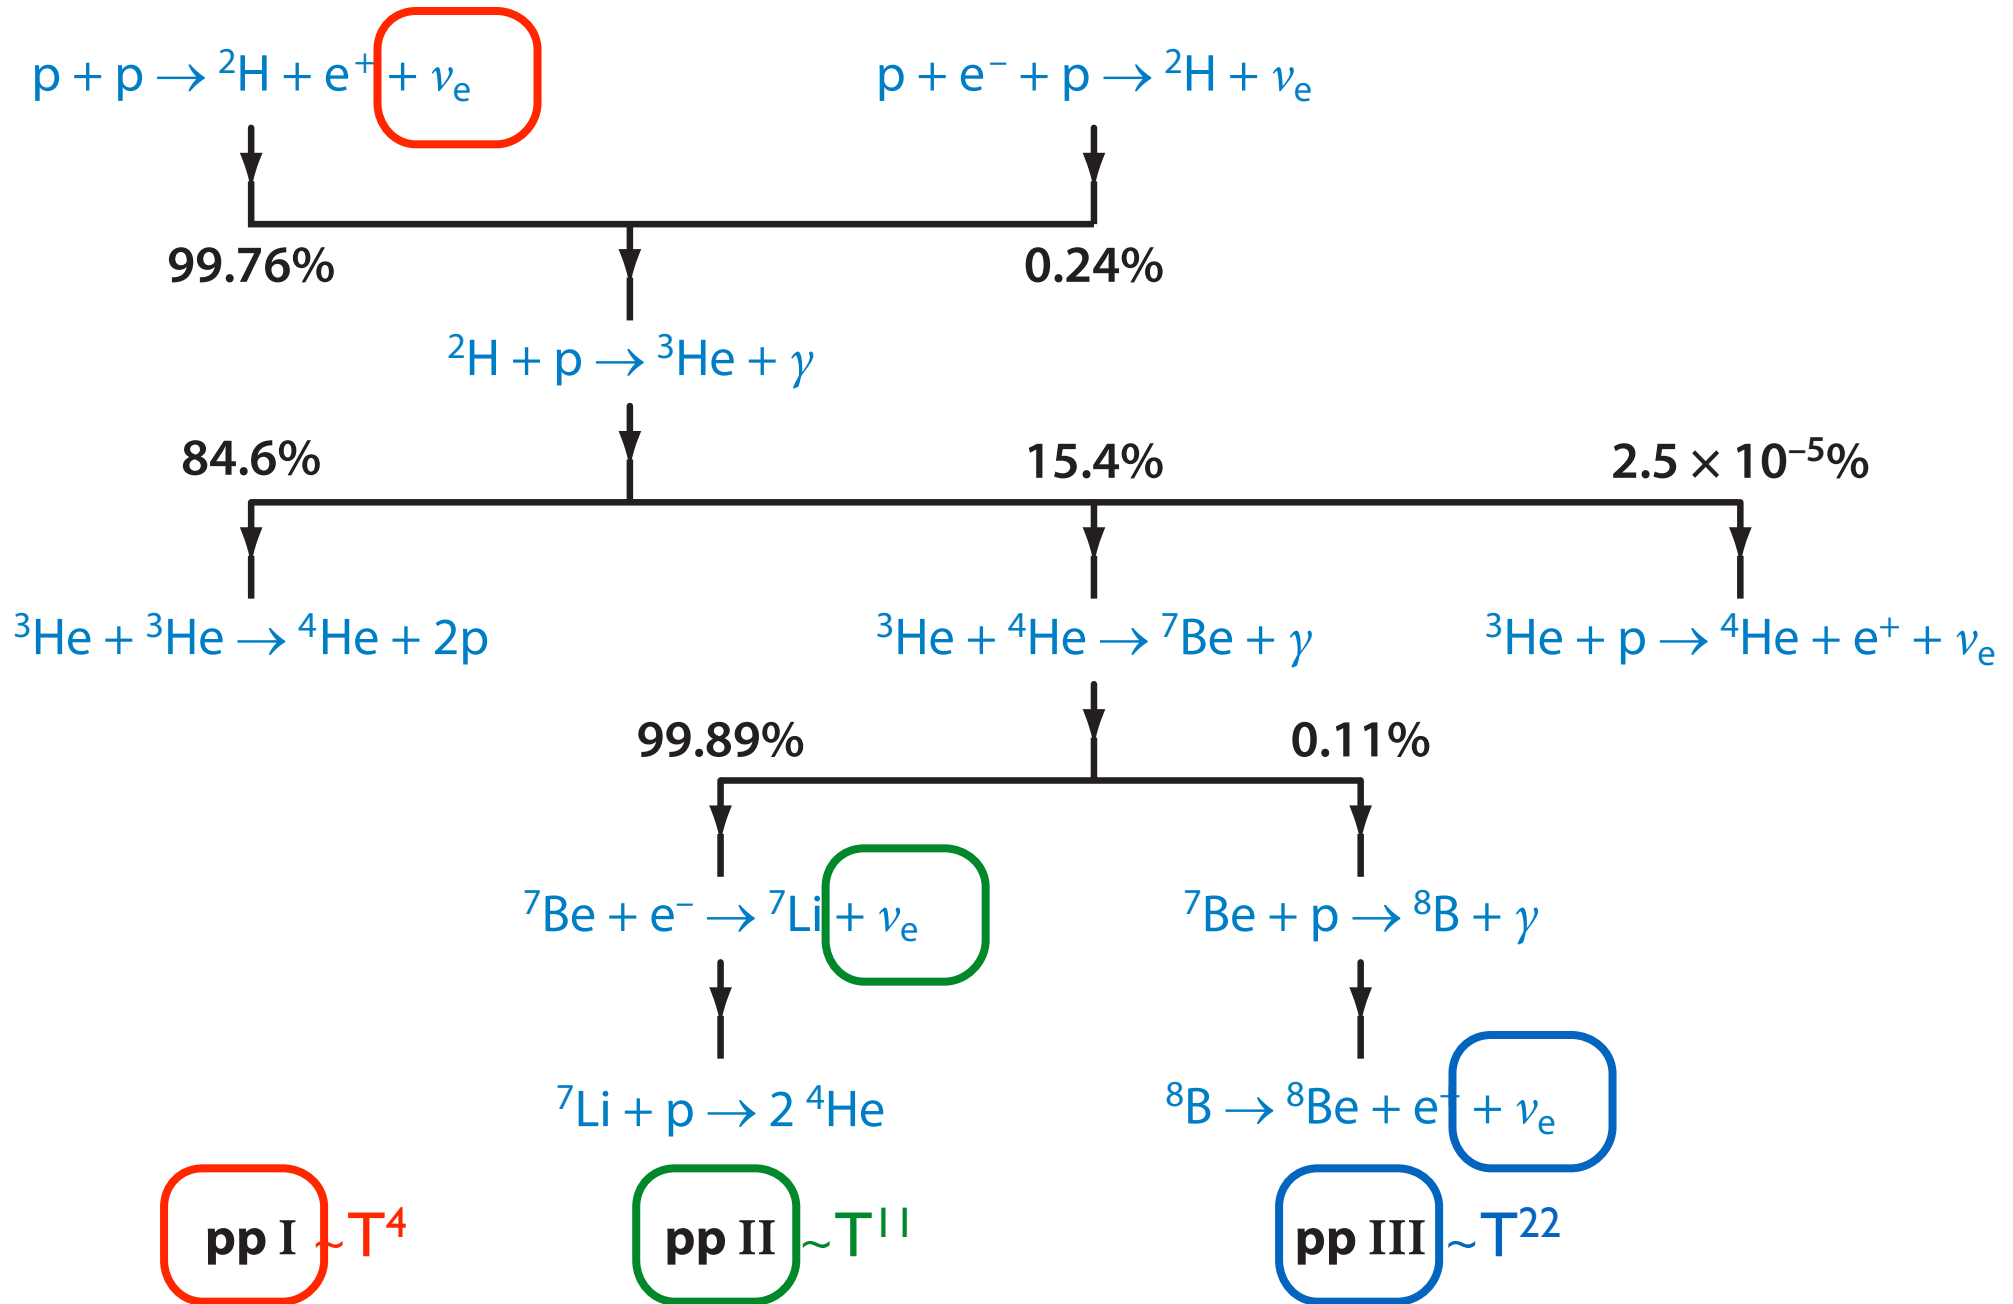 p + p → ²H + e⁺ + νₑ
p + e⁻ + p → ²H + νₑ
99.76%
0.24%
²H + p → ³He + γ
84.6%
15.4%
2.5 × 10⁻⁵%
³He + ³He → ⁴He + 2p
³He + ⁴He → ⁷Be + γ
³He + p → ⁴He + e⁺ + νₑ
99.89%
0.11%
⁷Be + e⁻ → ⁷Li + νₑ
⁷Be + p → ⁸B + γ
⁷Li + p → 2 ⁴He
⁸B → ⁸Be + e⁺ + νₑ
pp I ~T⁴
pp II ~T¹¹
pp III ~T²²